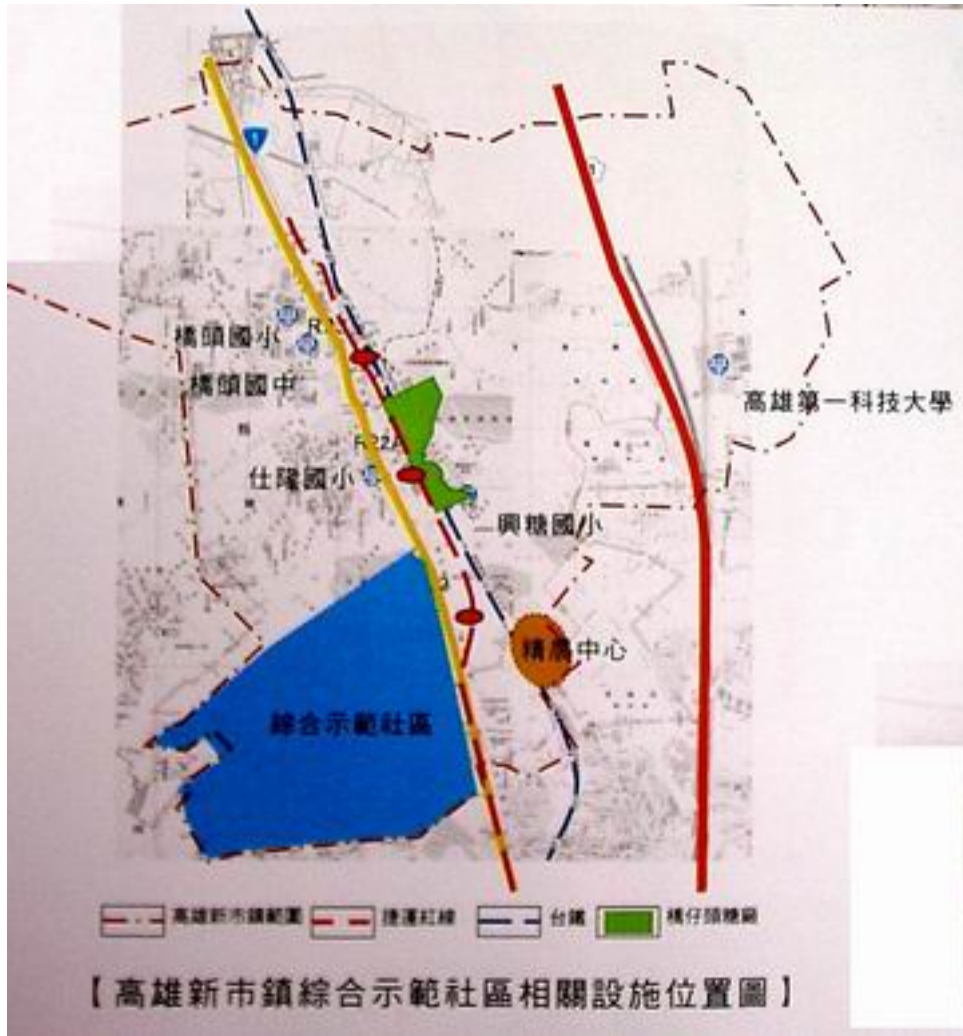 1
1
橋頭國小
橋頭國中
R22A
仕隆國小
高雄第一科技大學
興糖國小
精農中心
綜合示範社區
高雄新市鎮範圍
捷運紅線
台鐵
橋仔頭糖廠
【高雄新市鎮綜合示範社區相關設施位置圖】